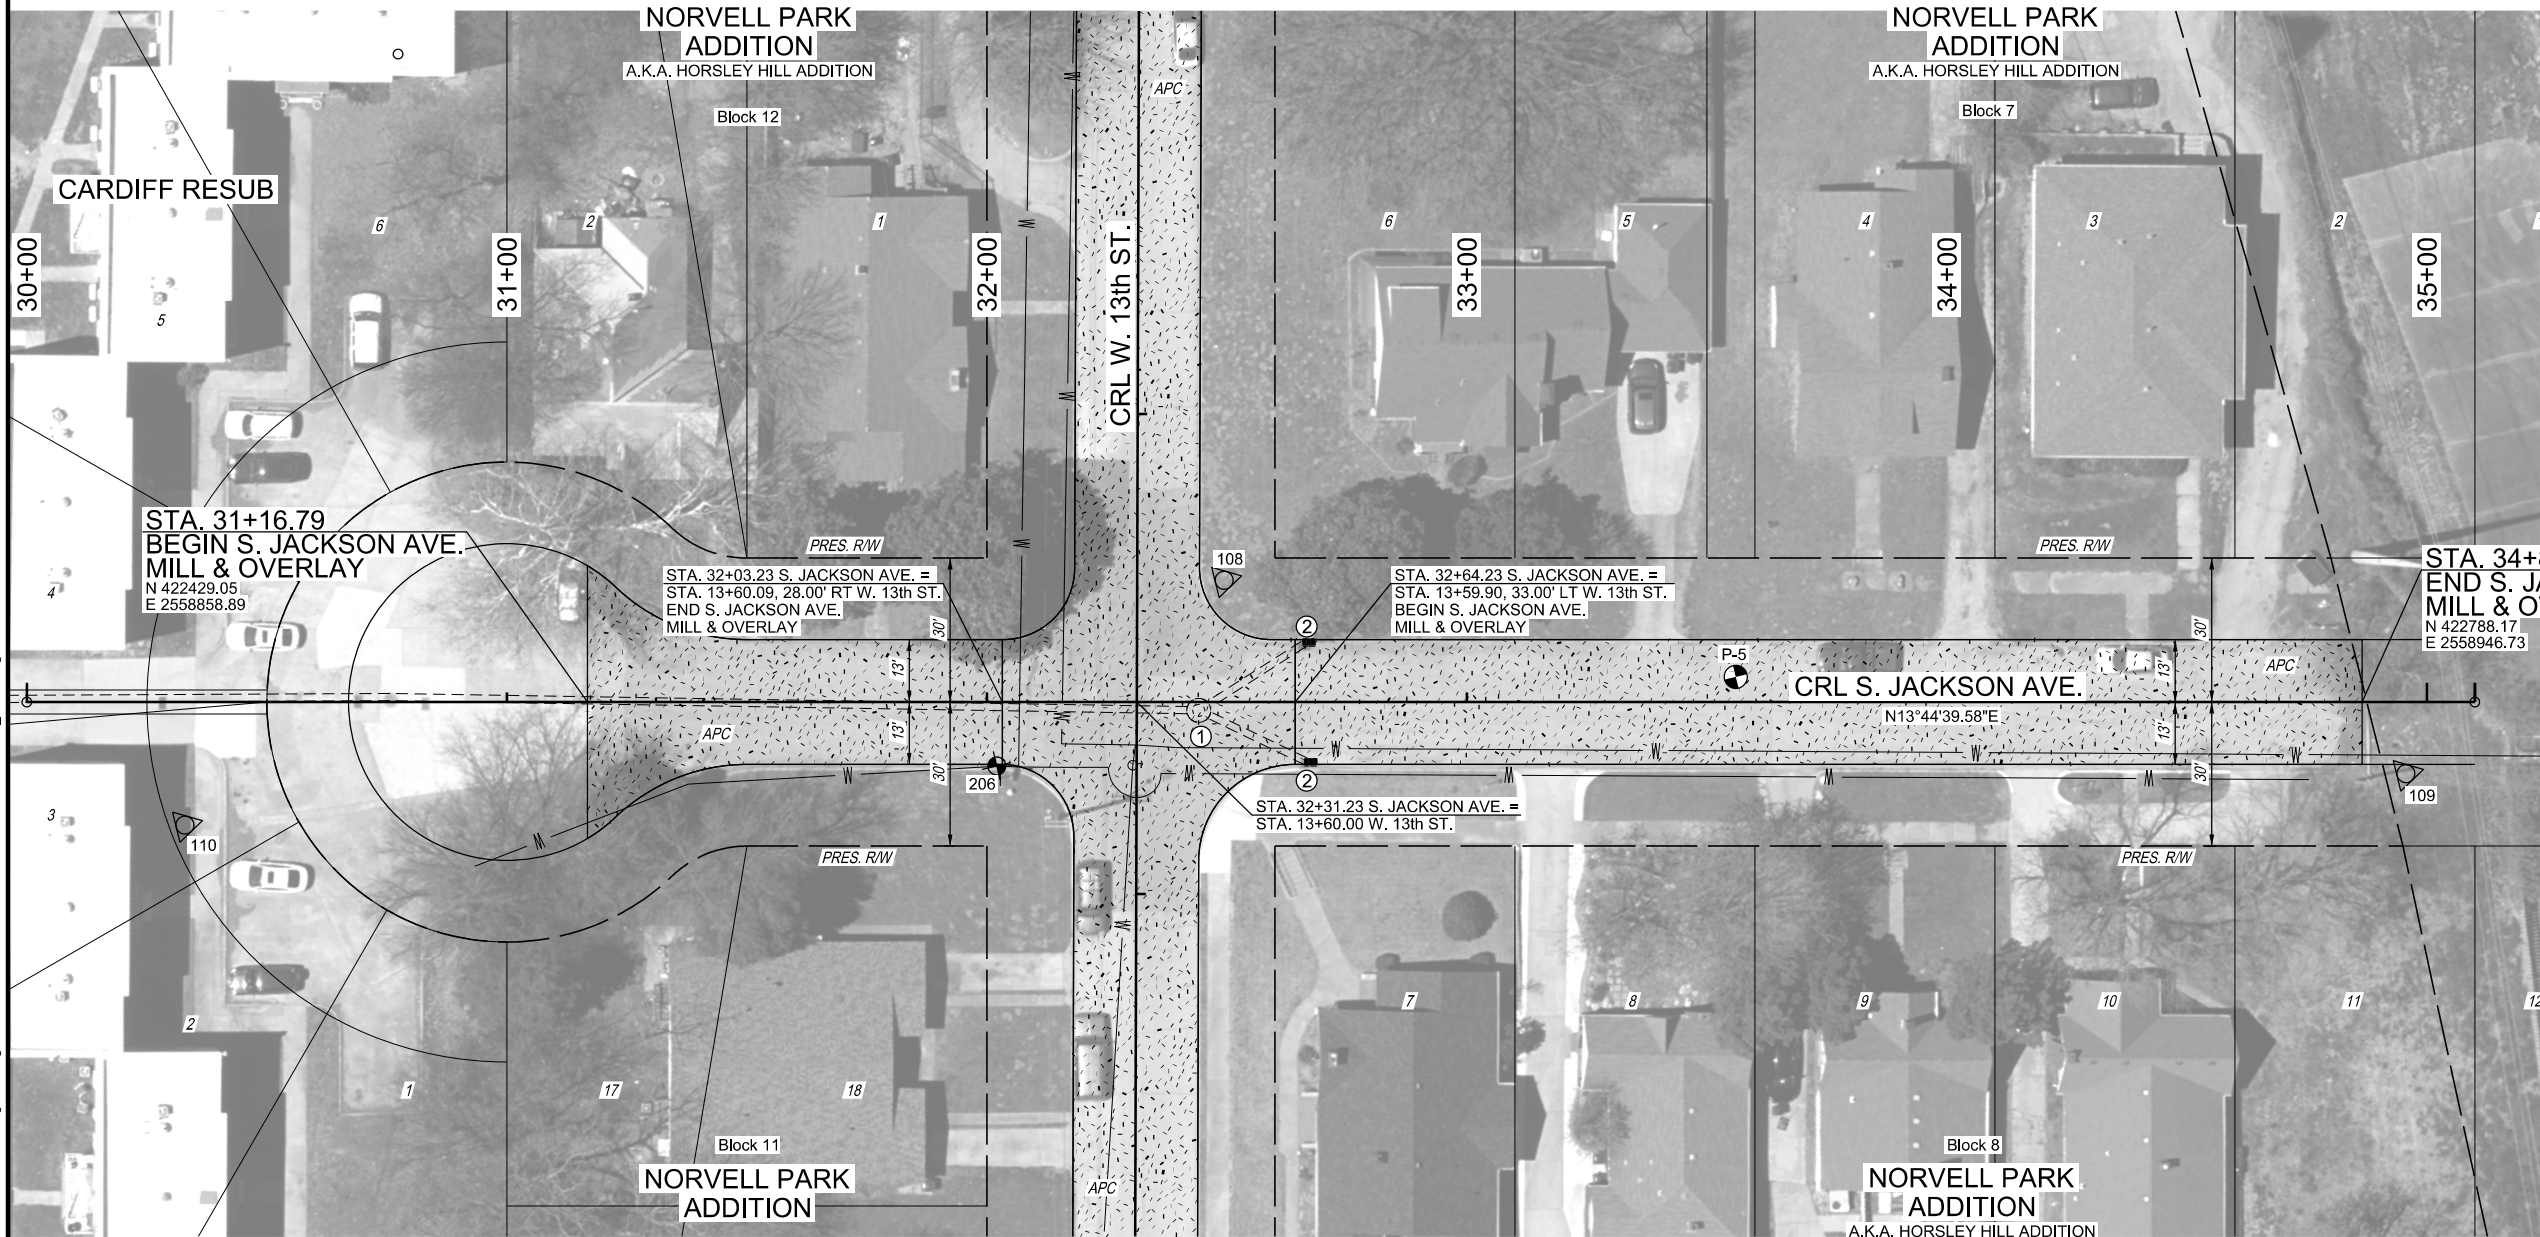 NORVELL PARK
ADDITION
A.K.A. HORSLEY HILL ADDITION
Block 12
NORVELL PARK
ADDITION
A.K.A. HORSLEY HILL ADDITION
Block 7
APC
CARDIFF RESUB
6
2
1
6
5
4
3
2
30+00
31+00
32+00
CRL W. 13th ST.
33+00
34+00
35+00
5
4
3
2
1
W
W
W
W
STA. 31+16.79
BEGIN S. JACKSON AVE.
MILL & OVERLAY
N 422429.05
E 2558858.89
PRES. R/W
STA. 32+03.23 S. JACKSON AVE. =
STA. 13+60.09, 28.00' RT W. 13th ST.
END S. JACKSON AVE.
MILL & OVERLAY
108
STA. 32+64.23 S. JACKSON AVE. =
STA. 13+59.90, 33.00' LT W. 13th ST.
BEGIN S. JACKSON AVE.
MILL & OVERLAY
PRES. R/W
STA. 34+
END S. JA
MILL & O
N 422788.17
E 2558946.73
30'
13'
2
P-5
30'
13'
APC
CRL S. JACKSON AVE.
N13°44'39.58"E
APC
13'
30'
W
1
W
W
W
W
13'
30'
206
W
W
2
W
W
W
W
W
109
110
STA. 32+31.23 S. JACKSON AVE. =
STA. 13+60.00 W. 13th ST.
PRES. R/W
PRES. R/W
W
17
18
7
8
9
10
11
12
Block 11
NORVELL PARK
ADDITION
APC
Block 8
NORVELL PARK
ADDITION
A.K.A. HORSLEY HILL ADDITION